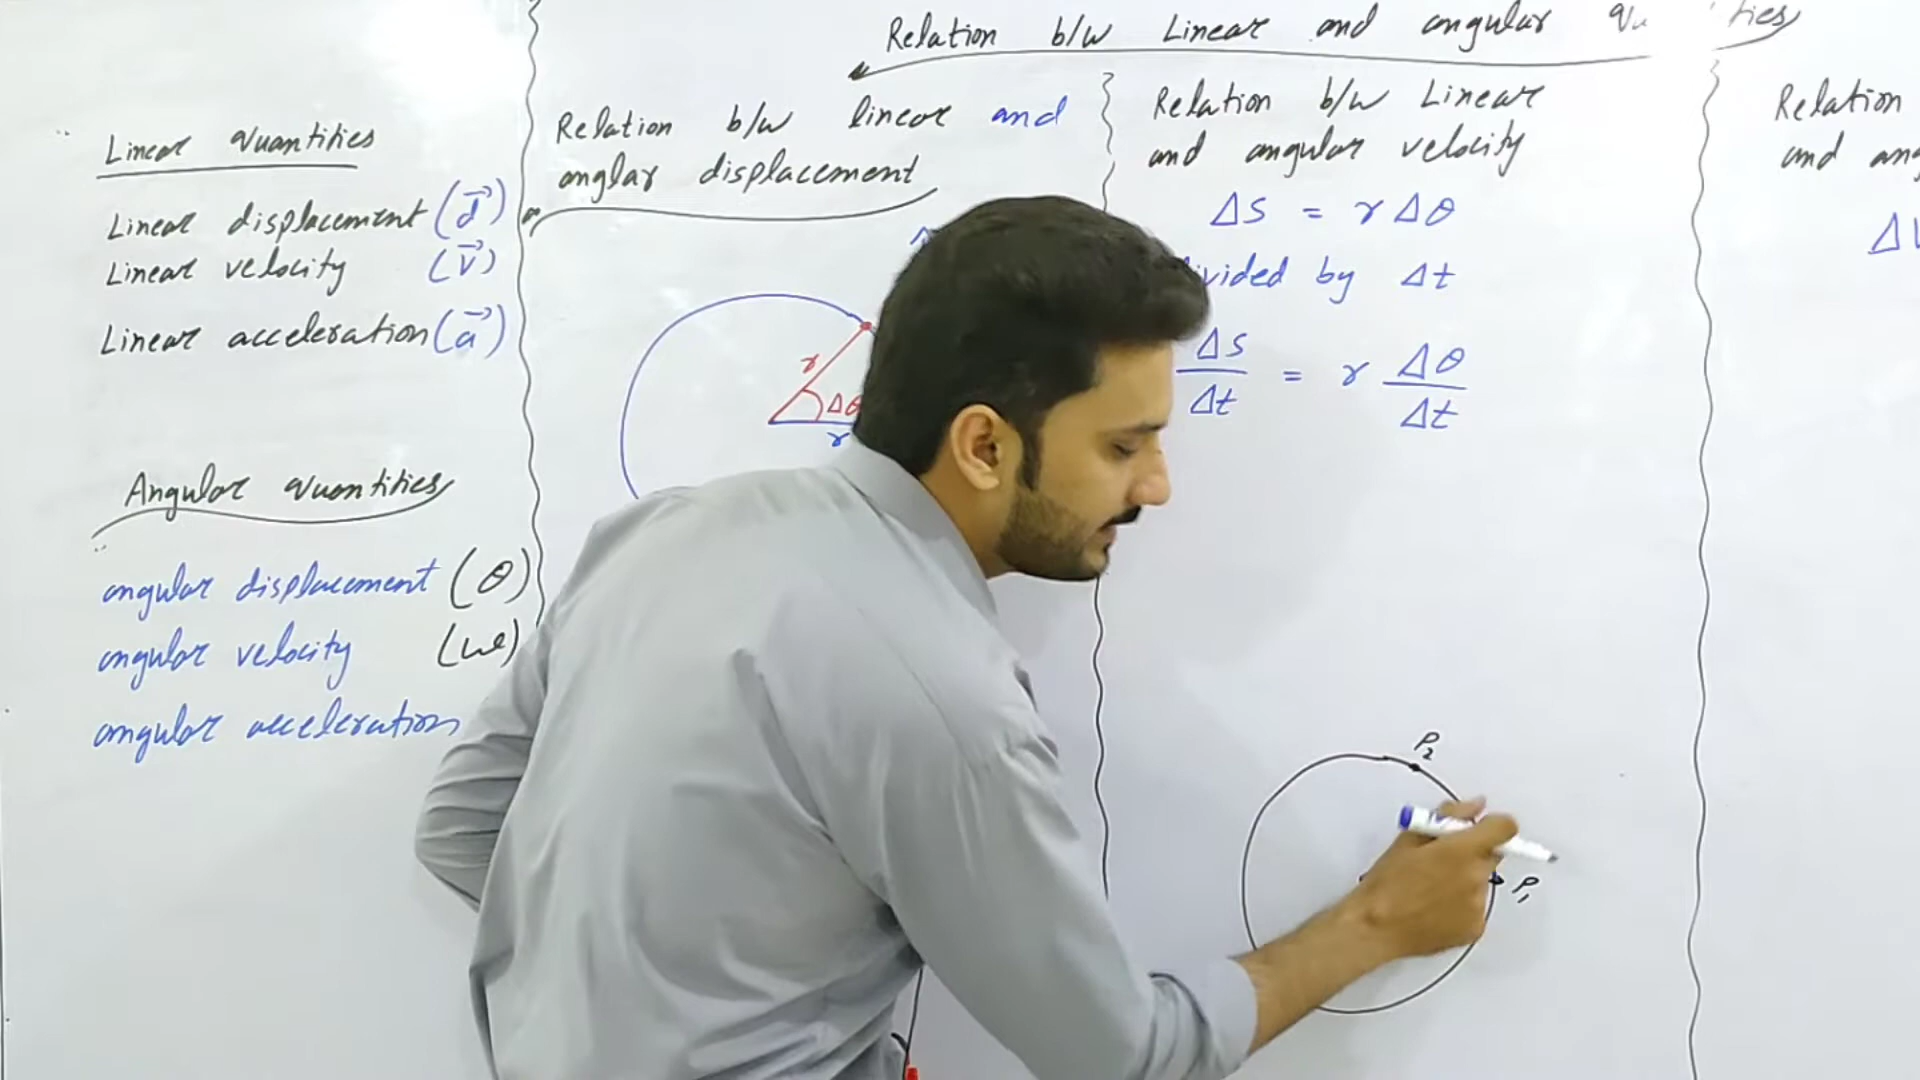 Relation b/w Linear and angular
Linear quantities
Linear displacement (d⃗)
Linear velocity (v⃗)
Linear acceleration (a⃗)
Angular quantities
angular displacement (θ)
angular velocity (ω)
angular acceleration
Relation b/w linear and
anglar displacement
r
Δθ
r
Relation b/w Linear
and angular velocity
ΔS = r Δθ
by Δt
ΔS/Δt = r Δθ/Δt
P₂
P₁
Relation
and